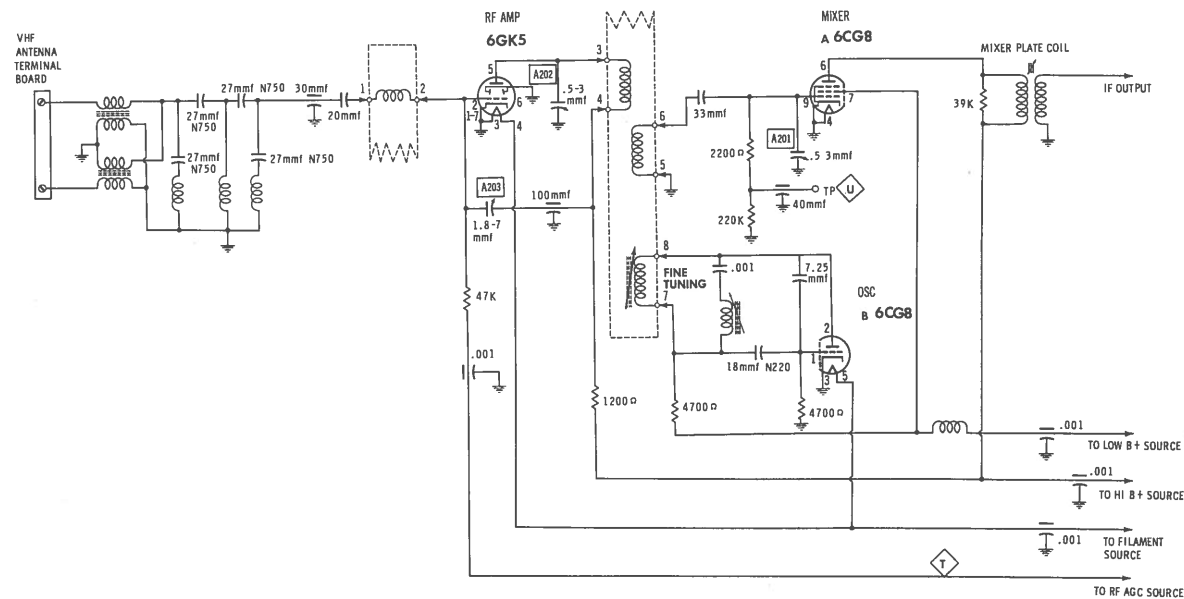 VHF
ANTENNA
TERMINAL
BOARD
27mmf N750
27mmf
N750
27mmf
N750
27mmf N750
30mmf
20mmf
1
2
RF AMP
6GK5
5
2
1-7
3
4
6
A202
.5-3
mmf
A203
1.8-7
mmf
100mmf
47K
.001
3
4
6
5
8
7
FINE
TUNING
1200Ω
33mmf
2200Ω
220K
A201
.5 3mmf
TP
U
40mmf
MIXER
A 6CG8
6
9
7
4
39K
MIXER PLATE COIL
IF OUTPUT
.001
7.25
mmf
18mmf N220
4700Ω
4700Ω
OSC
B 6CG8
2
1
3
5
.001
TO LOW B+ SOURCE
.001
TO HI B+ SOURCE
.001
TO FILAMENT
SOURCE
T
TO RF AGC SOURCE